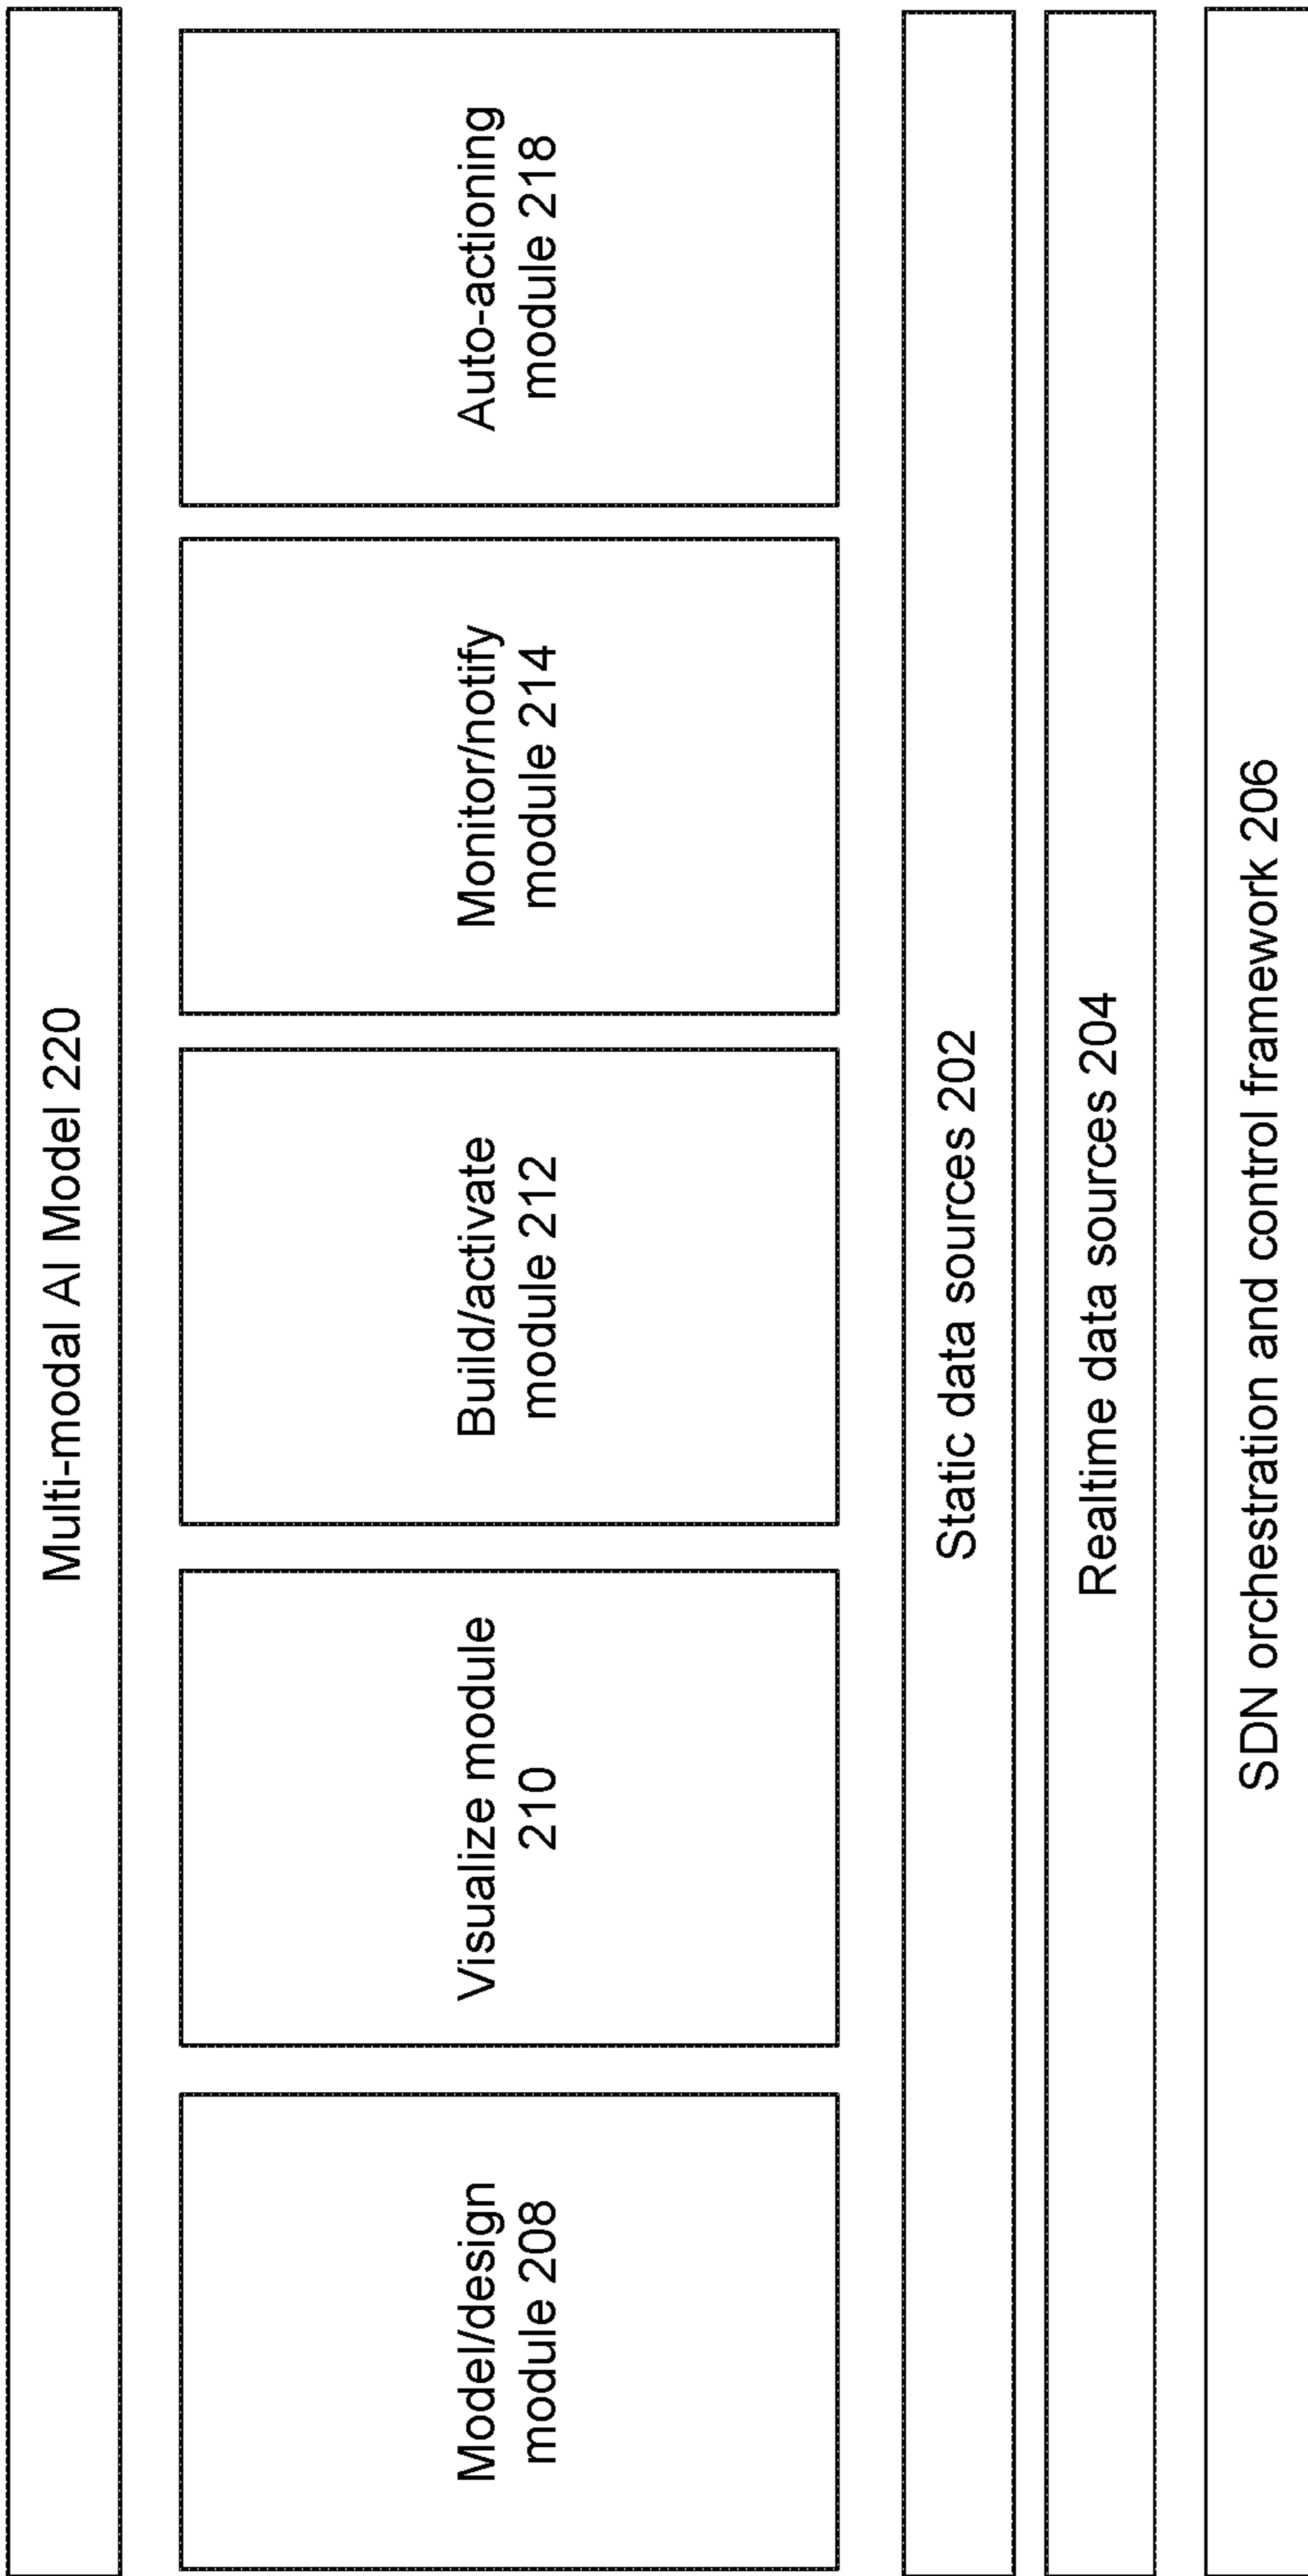 Multi-modal AI Model 220
Model/design
module 208
Visualize module
210
Build/activate
module 212
Monitor/notify
module 214
Auto-actioning
module 218
Static data sources 202
Realtime data sources 204
SDN orchestration and control framework 206